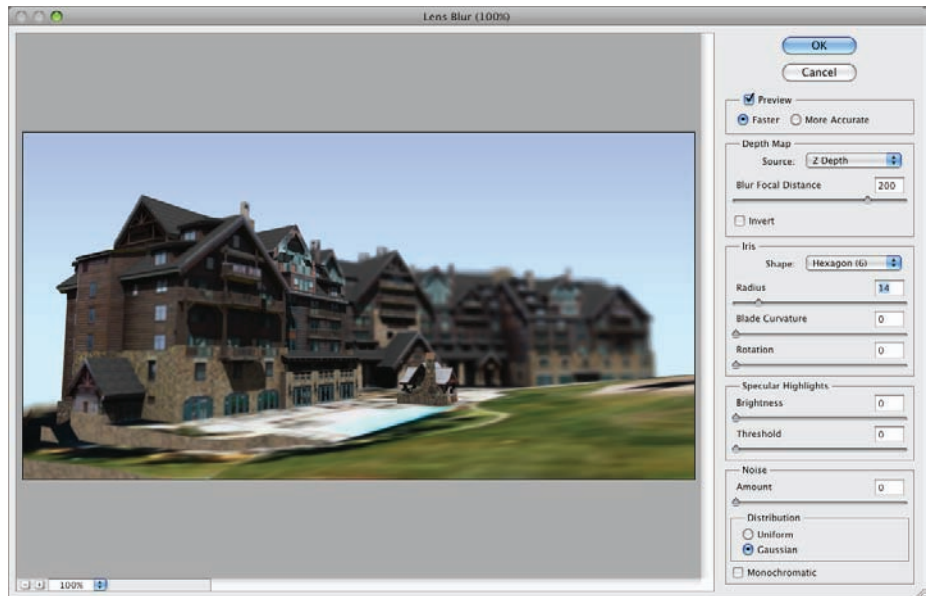 Lens Blur (100%)
OK
Cancel
Preview
Faster
More Accurate
Depth Map
Source:
Z Depth
Blur Focal Distance
200
Invert
Iris
Shape:
Hexagon (6)
Radius
14
Blade Curvature
0
Rotation
0
Specular Highlights
Brightness
0
Threshold
0
Noise
Amount
0
Distribution
Uniform
Gaussian
Monochromatic
100%